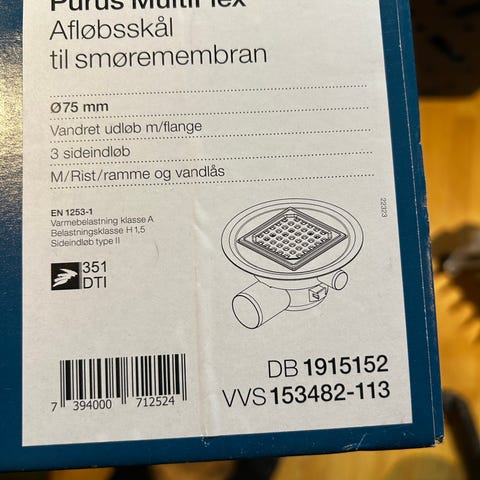 Purus MultiFlex
Afløbsskål
til smøremembran
Ø75 mm
Vandret udløb m/flange
3 sideindløb
M/Rist/ramme og vandlås
EN 1253-1
Varmebelastning klasse A
Belastningsklasse H 1,5
Sideindløb type II
351
DTI
22323
DB 1915152
VVS 153482-113
7 394000 712524